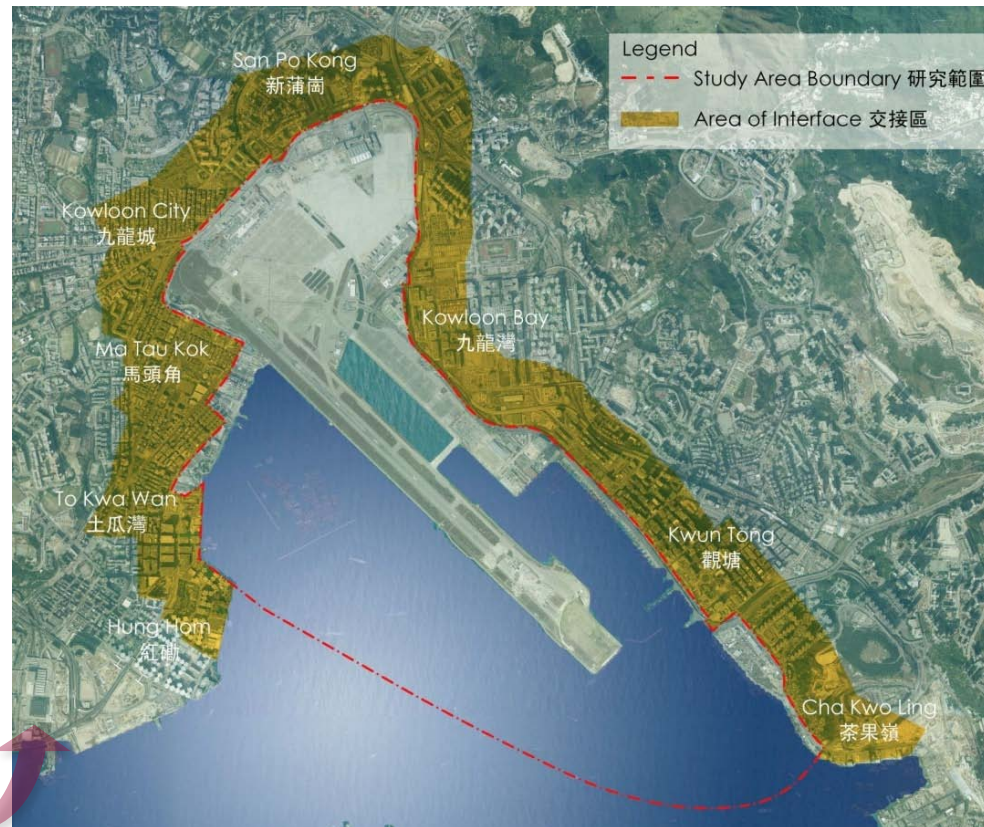 San Po Kong
新蒲崗
Legend
Study Area Boundary 研究範圍
Area of Interface 交接區
Kowloon City
九龍城
Kowloon Bay
九龍灣
Ma Tau Kok
馬頭角
To Kwa Wan
土瓜灣
Kwun Tong
觀塘
Hung Hom
紅磡
Cha Kwo Ling
茶果嶺